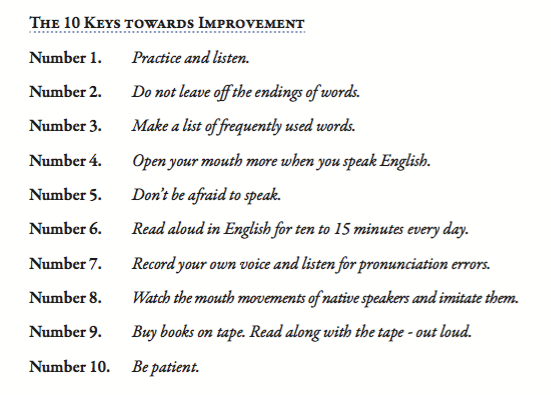 The 10 Keys towards Improvement
Number 1. Practice and listen.
Number 2. Do not leave off the endings of words.
Number 3. Make a list of frequently used words.
Number 4. Open your mouth more when you speak English.
Number 5. Don't be afraid to speak.
Number 6. Read aloud in English for ten to 15 minutes every day.
Number 7. Record your own voice and listen for pronunciation errors.
Number 8. Watch the mouth movements of native speakers and imitate them.
Number 9. Buy books on tape. Read along with the tape - out loud.
Number 10. Be patient.